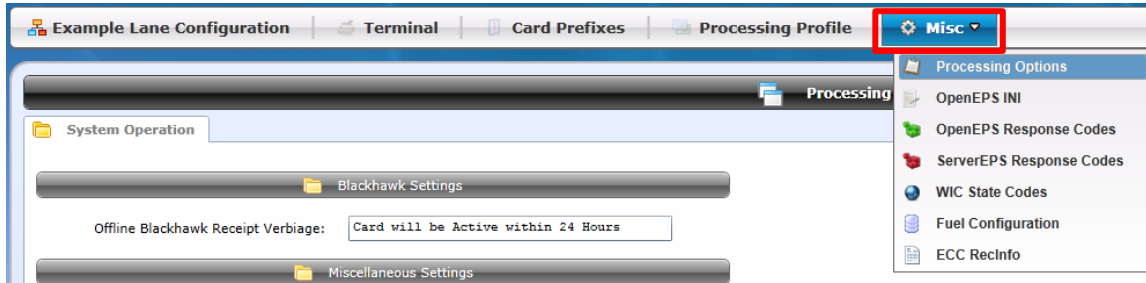 Example Lane Configuration Terminal Card Prefixes Processing Profile Misc
Processing
Processing Options
OpenEPS INI
OpenEPS Response Codes
ServerEPS Response Codes
WIC State Codes
Fuel Configuration
ECC RecInfo
System Operation
Blackhawk Settings
Offline Blackhawk Receipt Verbiage: Card will be Active within 24 Hours
Miscellaneous Settings